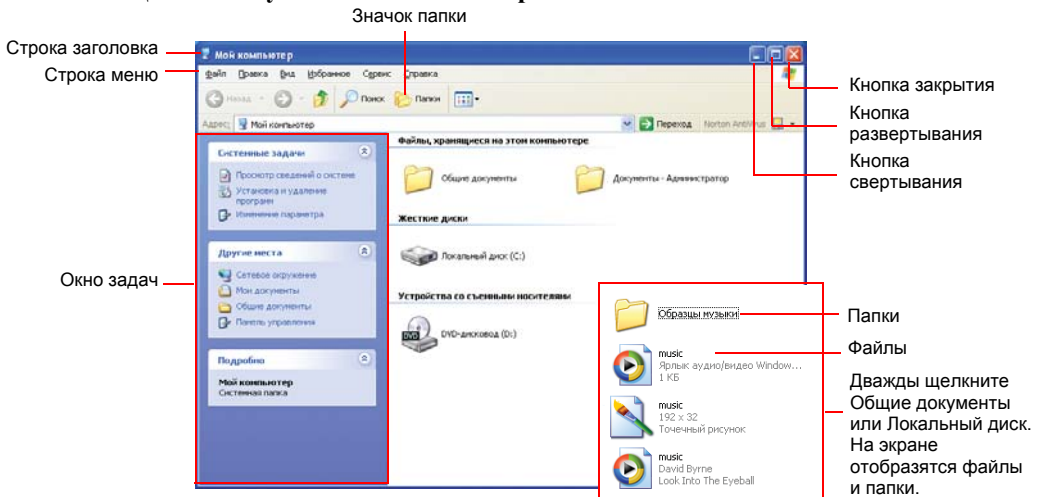 Значок папки
Строка заголовка
Мой компьютер
Строка меню
Файл Правка Вид Избранное Сервис Справка
Назад Поиск Папки
Адрес: Мой компьютер Переход Norton AntiVirus
Кнопка закрытия
Кнопка
развертывания
Кнопка
свертывания
Окно задач
Системные задачи
Просмотр сведений о системе
Установка и удаление
программ
Изменение параметра
Другие места
Сетевое окружение
Мои документы
Общие документы
Панель управления
Подробно
Мой компьютер
Системная папка
Файлы, хранящиеся на этом компьютере
Общие документы
Документы - Администратор
Жесткие диски
Локальный диск (C:)
Устройства со съемными носителями
DVD
DVD-дисковод (D:)
Образцы музыки
music
Ярлык аудио/видео Window...
1 КБ
music
192 x 32
Точечный рисунок
music
David Byrne
Look Into The Eyeball
Папки
Файлы
Дважды щелкните
Общие документы
или Локальный диск.
На экране
отобразятся файлы
и папки.